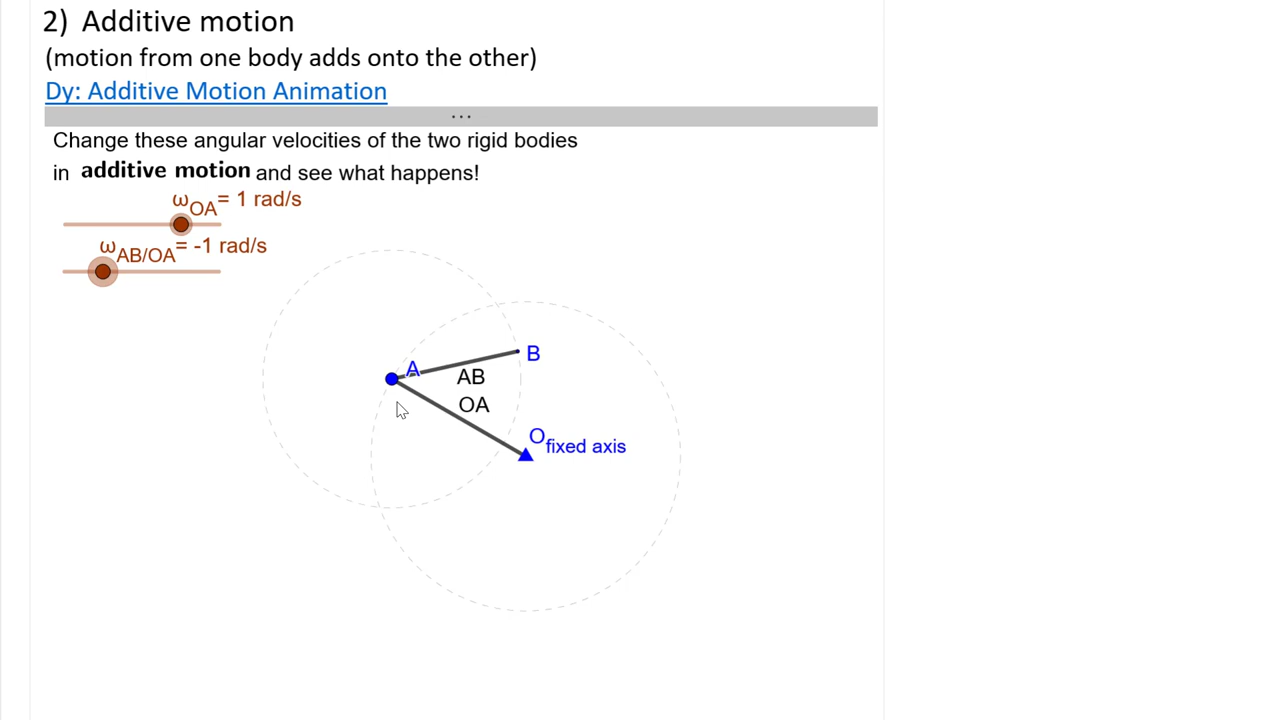 2) Additive motion
(motion from one body adds onto the other)
Dy: Additive Motion Animation
...
Change these angular velocities of the two rigid bodies
in additive motion and see what happens!
ωOA= 1 rad/s
ωAB/OA= -1 rad/s
A
B
AB
OA
Ofixed axis